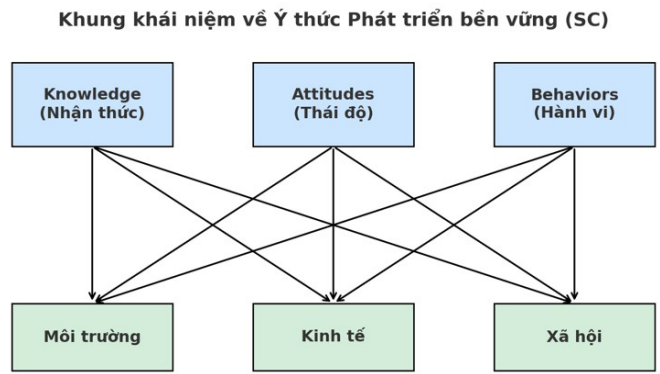 Khung khái niệm về Ý thức Phát triển bền vững (SC)
Knowledge
(Nhận thức)
Attitudes
(Thái độ)
Behaviors
(Hành vi)
Môi trường
Kinh tế
Xã hội